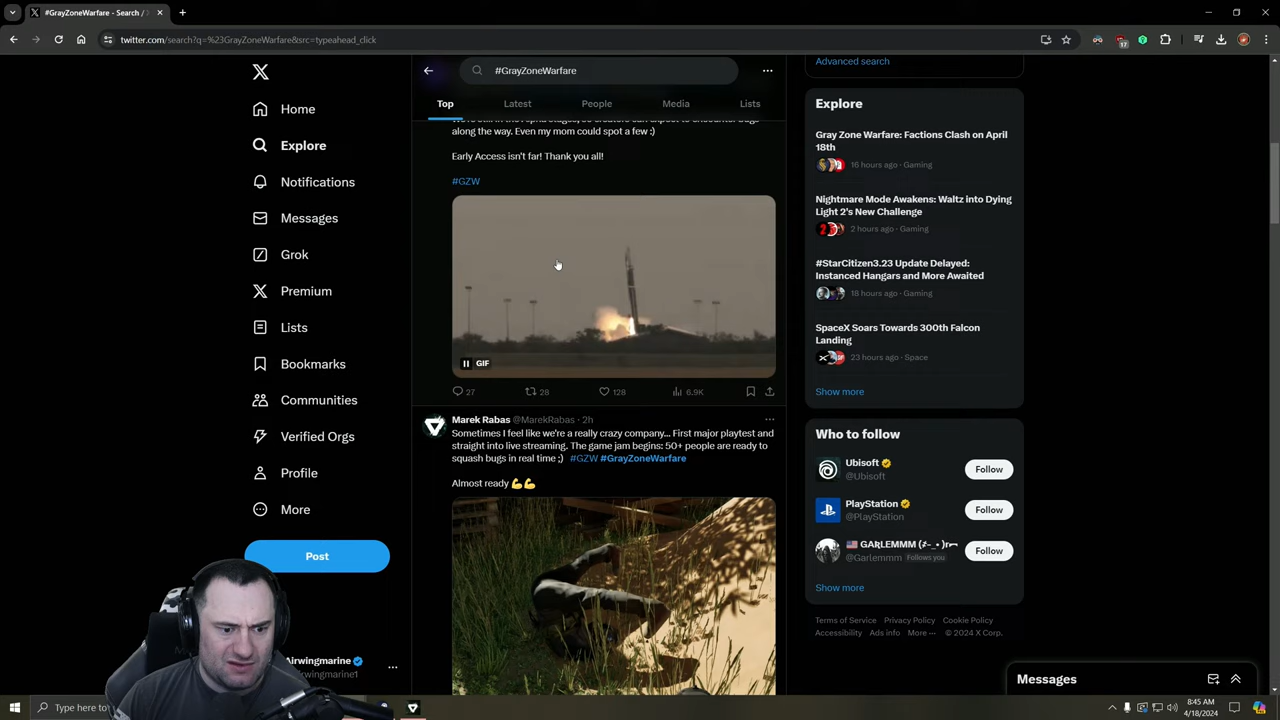 #GrayZoneWarfare - Search /
twitter.com/search?q=%23GrayZoneWarfare&src=typeahead_click
17
#GrayZoneWarfare
Top
Latest
People
Media
Lists
along the way. Even my mom could spot a few :)
Early Access isn't far! Thank you all!
#GZW
GIF
27
28
128
6.9K
Marek Rabas @MarekRabas · 2h
Sometimes I feel like we're a really crazy company... First major playtest and
straight into live streaming. The game jam begins: 50+ people are ready to
squash bugs in real time ;) #GZW #GrayZoneWarfare
Almost ready 💪💪
Home
Explore
Notifications
Messages
Grok
Premium
Lists
Bookmarks
Communities
Verified Orgs
Profile
More
Post
Airwingmarine
irwingmarine1
Advanced search
Explore
Gray Zone Warfare: Factions Clash on April
18th
16 hours ago · Gaming
Nightmare Mode Awakens: Waltz into Dying
Light 2's New Challenge
2 hours ago · Gaming
#StarCitizen3.23 Update Delayed:
Instanced Hangars and More Awaited
18 hours ago · Gaming
SpaceX Soars Towards 300th Falcon
Landing
23 hours ago · Space
Show more
Who to follow
Ubisoft
@Ubisoft
Follow
PlayStation
@PlayStation
Follow
GARLEMMM
@Garlemmm Follows you
Follow
Show more
Terms of Service Privacy Policy Cookie Policy
Accessibility Ads info More ··· © 2024 X Corp.
Messages
Type here to
8:45 AM
4/18/2024